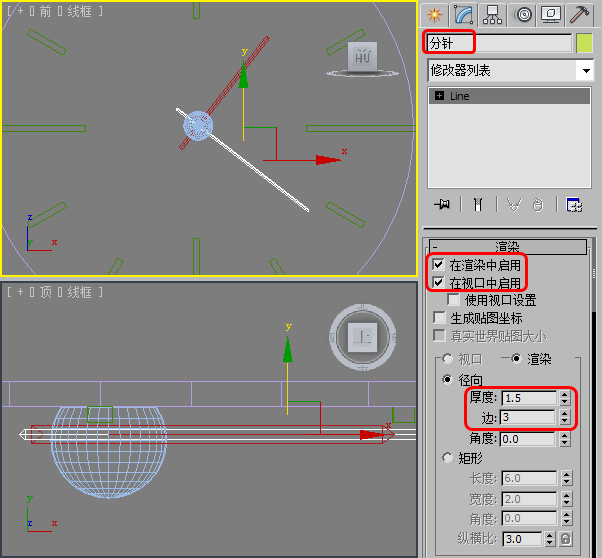 [ + ] [ 前 ] [ 线框 ]
y
前
x
z
y x
分针
修改器列表
Line
渲染
在渲染中启用
在视口中启用
使用视口设置
生成贴图坐标
真实世界贴图大小
视口 渲染
径向
厚度: 1.5
边: 3
角度: 0.0
矩形
长度: 6.0
宽度: 2.0
角度: 0.0
纵横比: 3.0
[ + ] [ 顶 ] [ 线框 ]
y
上
x
y
z x